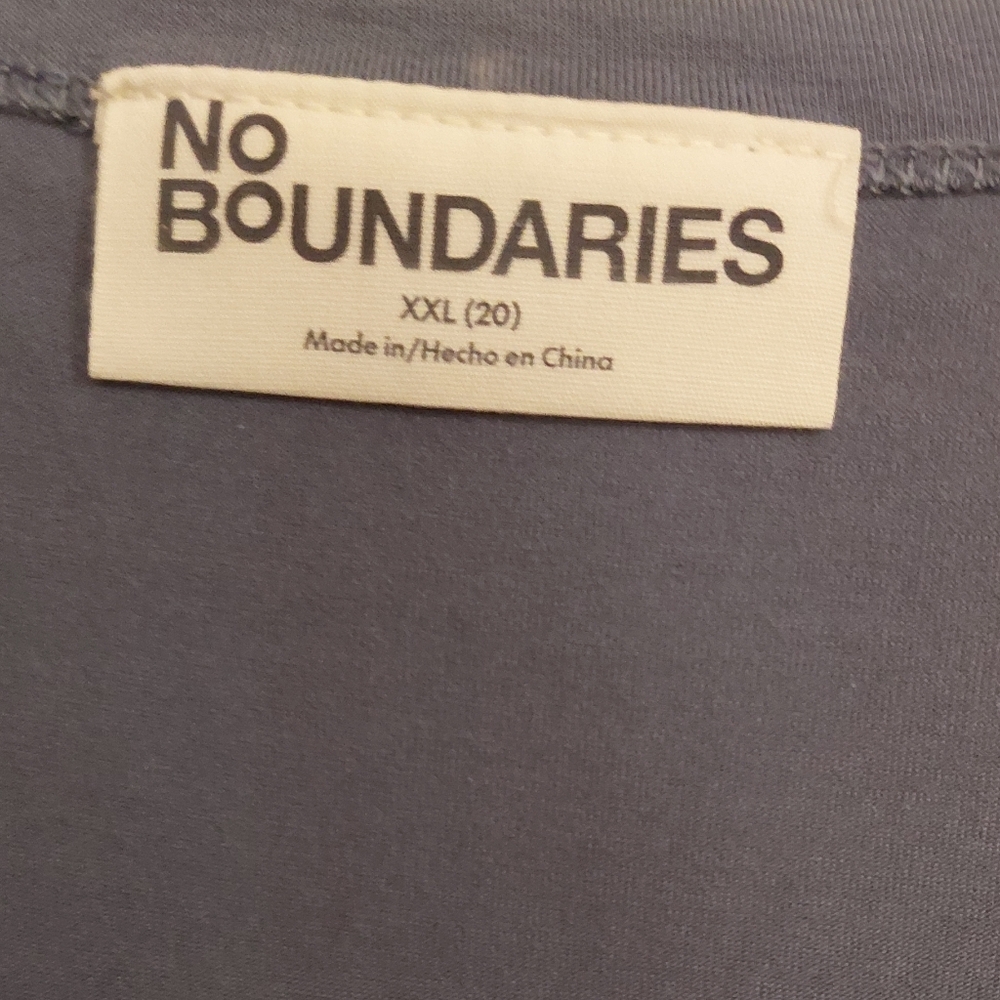 NO
BOUNDARIES
XXL (20)
Made in/Hecho en China